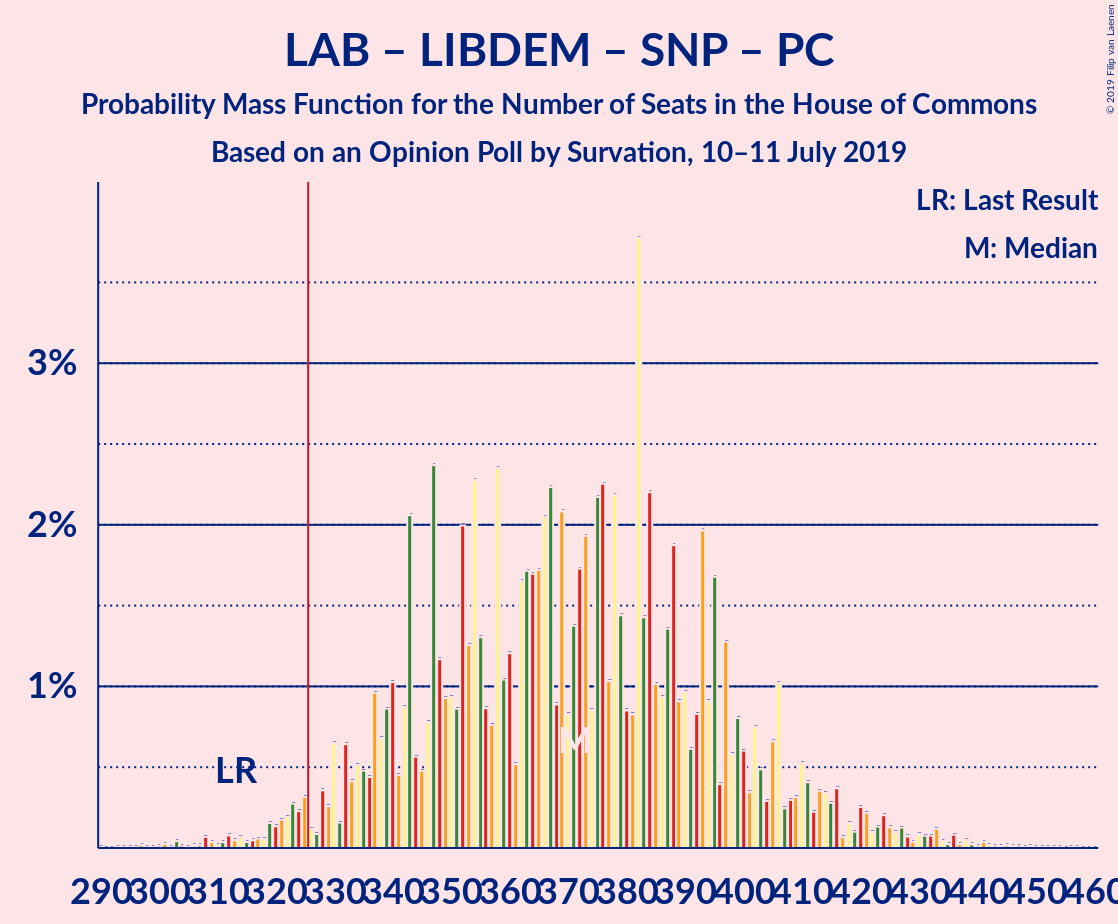 LAB – LIBDEM – SNP – PC
Probability Mass Function for the Number of Seats in the House of Commons
Based on an Opinion Poll by Survation, 10–11 July 2019
© 2019 Filip van Laenen
LR: Last Result
M: Median
3%
2%
1%
LR
M
290 300 310 320 330 340 350 360 370 380 390 400 410 420 430 440 450 460